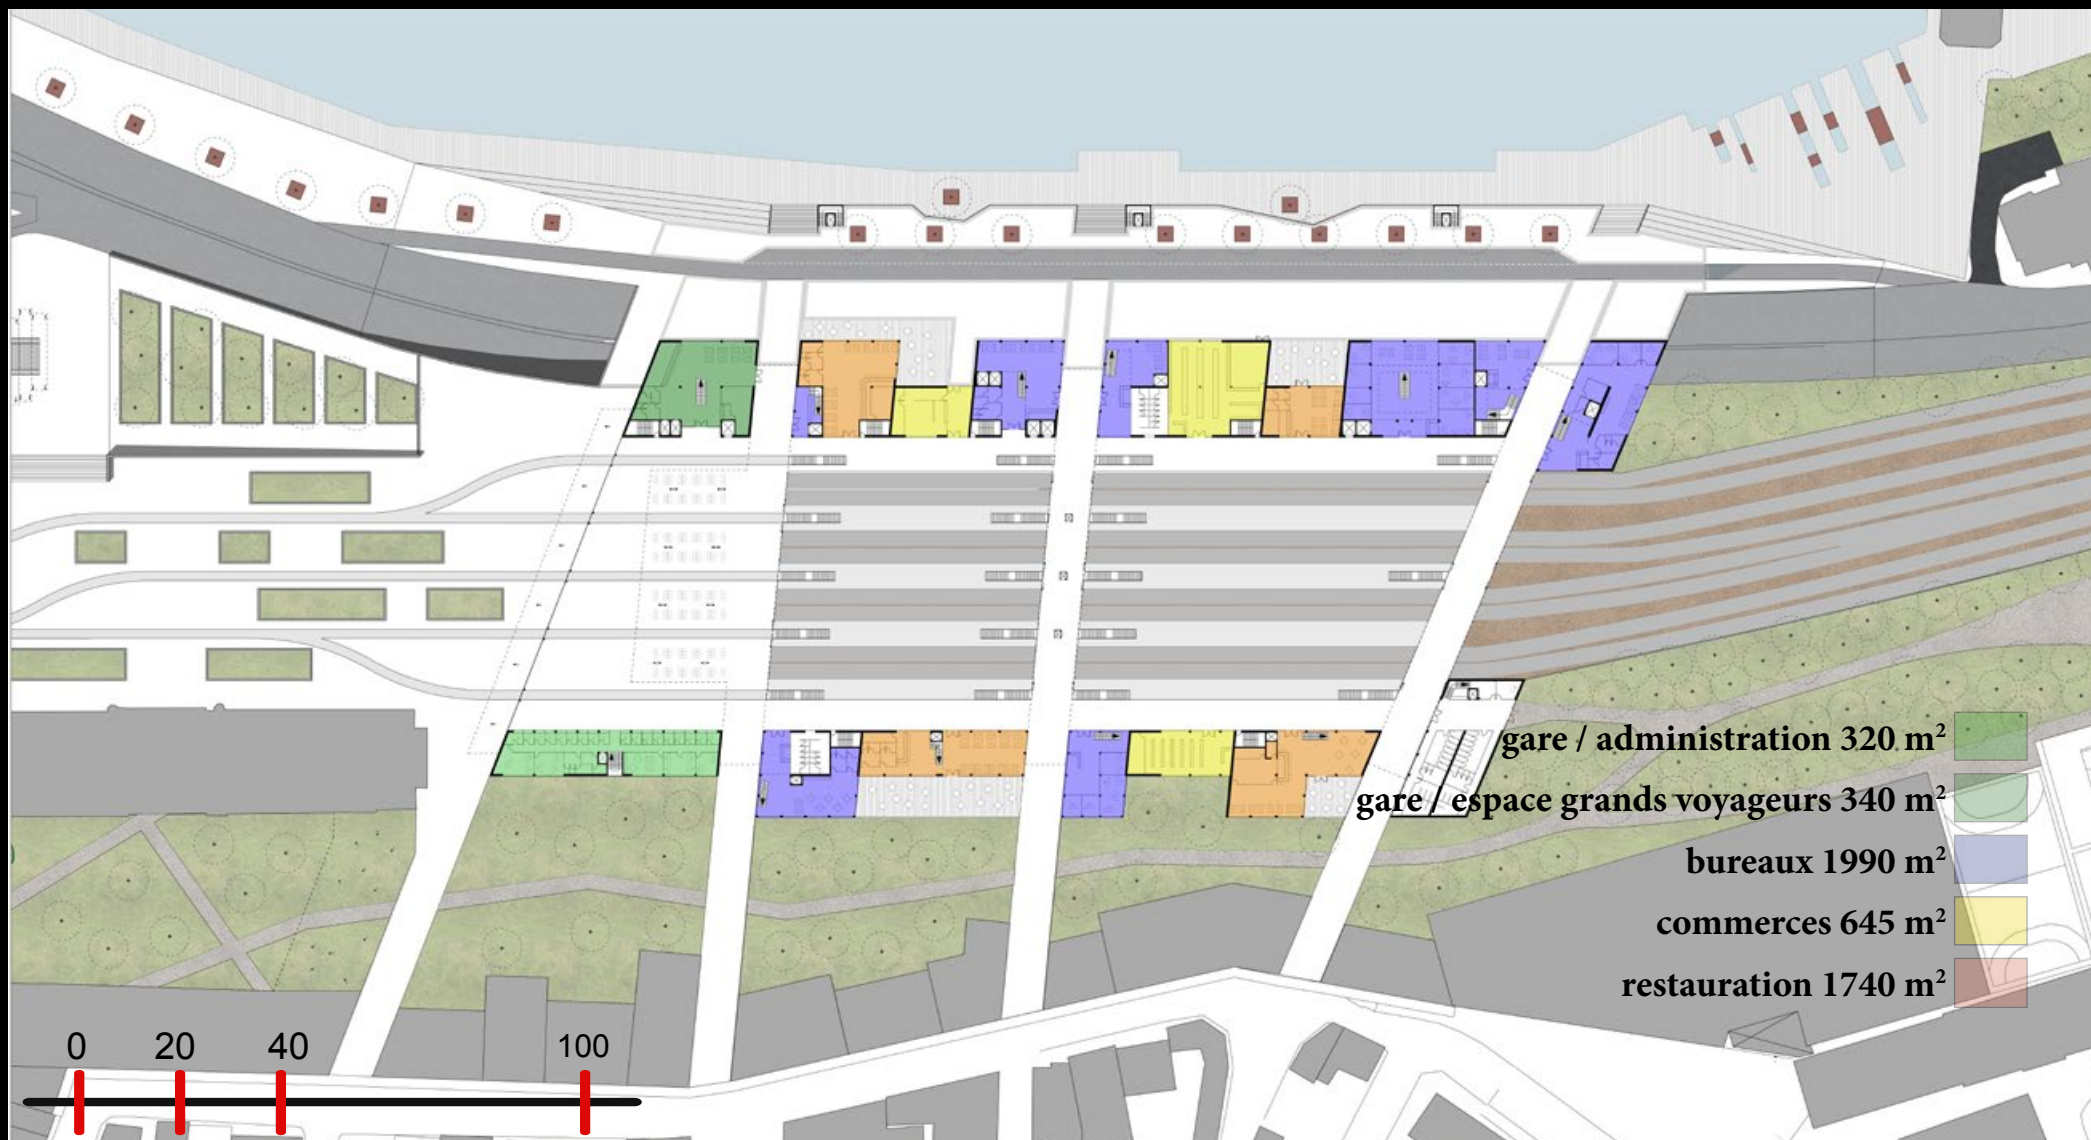 gare / administration 320 m²
gare / espace grands voyageurs 340 m²
bureaux 1990 m²
commerces 645 m²
restauration 1740 m²
0 20 40 100